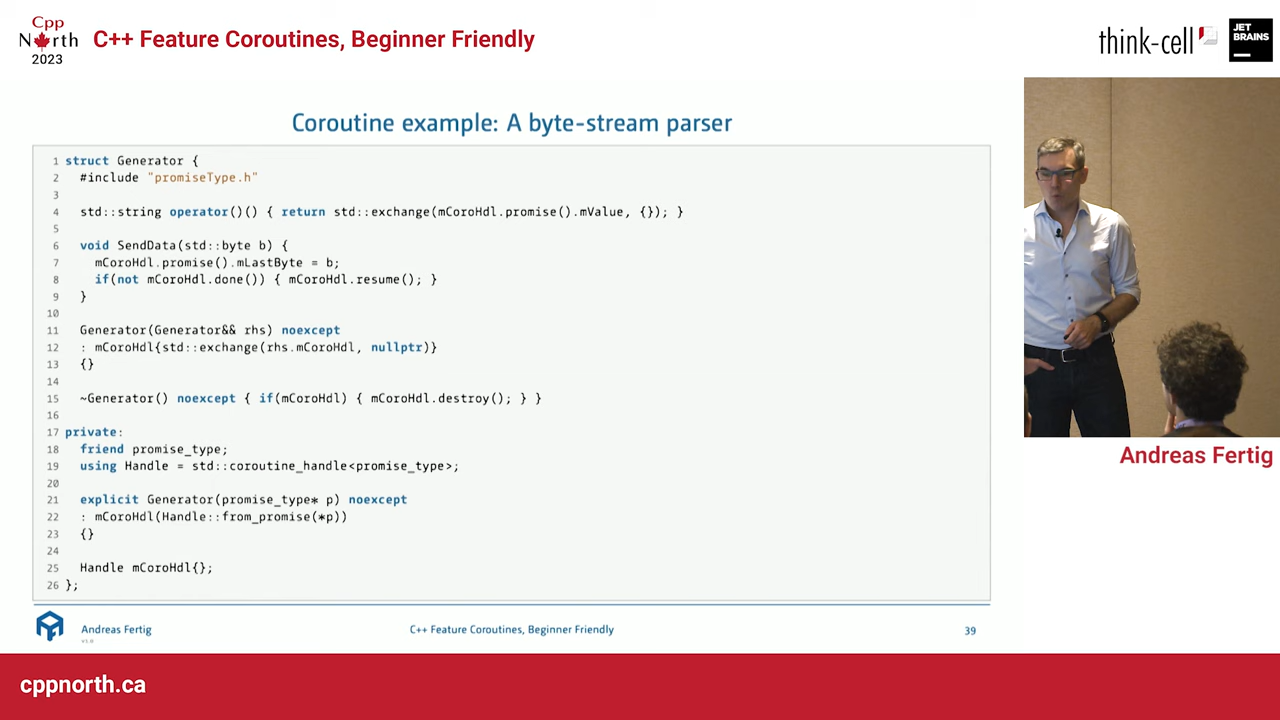 Cpp
North
2023
C++ Feature Coroutines, Beginner Friendly
think-cell
JET
BRAINS
Coroutine example: A byte-stream parser
1 struct Generator {
2 #include "promiseType.h"
3
4 std::string operator()() { return std::exchange(mCoroHdl.promise().mValue, {}); }
5
6 void SendData(std::byte b) {
7 mCoroHdl.promise().mLastByte = b;
8 if(not mCoroHdl.done()) { mCoroHdl.resume(); }
9 }
10
11 Generator(Generator&& rhs) noexcept
12 : mCoroHdl{std::exchange(rhs.mCoroHdl, nullptr)}
13 {}
14
15 ~Generator() noexcept { if(mCoroHdl) { mCoroHdl.destroy(); } }
16
17 private:
18 friend promise_type;
19 using Handle = std::coroutine_handle<promise_type>;
20
21 explicit Generator(promise_type* p) noexcept
22 : mCoroHdl(Handle::from_promise(*p))
23 {}
24
25 Handle mCoroHdl{};
26 };
Andreas Fertig
v1.0
C++ Feature Coroutines, Beginner Friendly
39
Andreas Fertig
cppnorth.ca